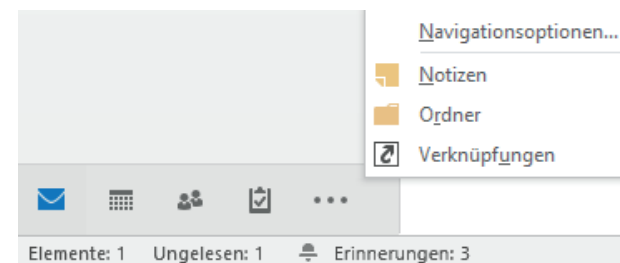 Navigationsoptionen...
Notizen
Ordner
Verknüpfungen
Elemente: 1 Ungelesen: 1 Erinnerungen: 3